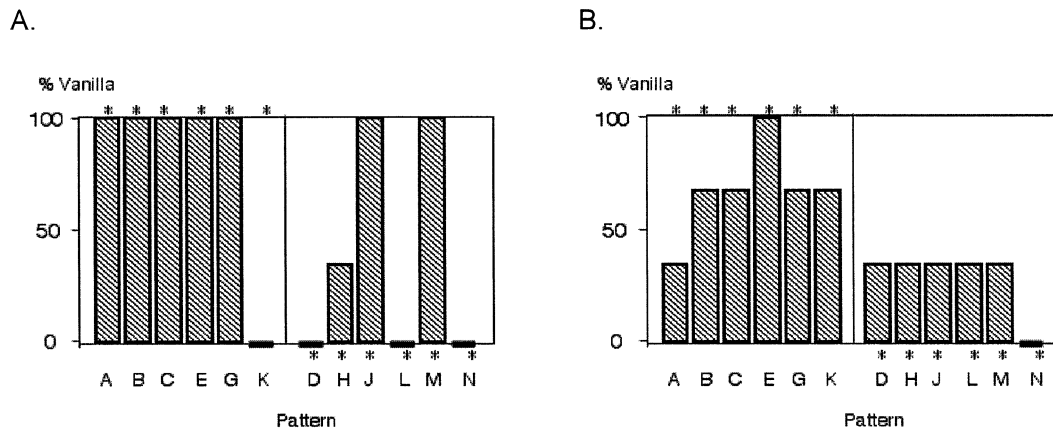 A.
% Vanilla
* * * * * *
100
50
0
* * * * * *
A B C E G K D H J L M N
Pattern
B.
% Vanilla
* * * * * *
100
50
0
* * * * * *
A B C E G K D H J L M N
Pattern